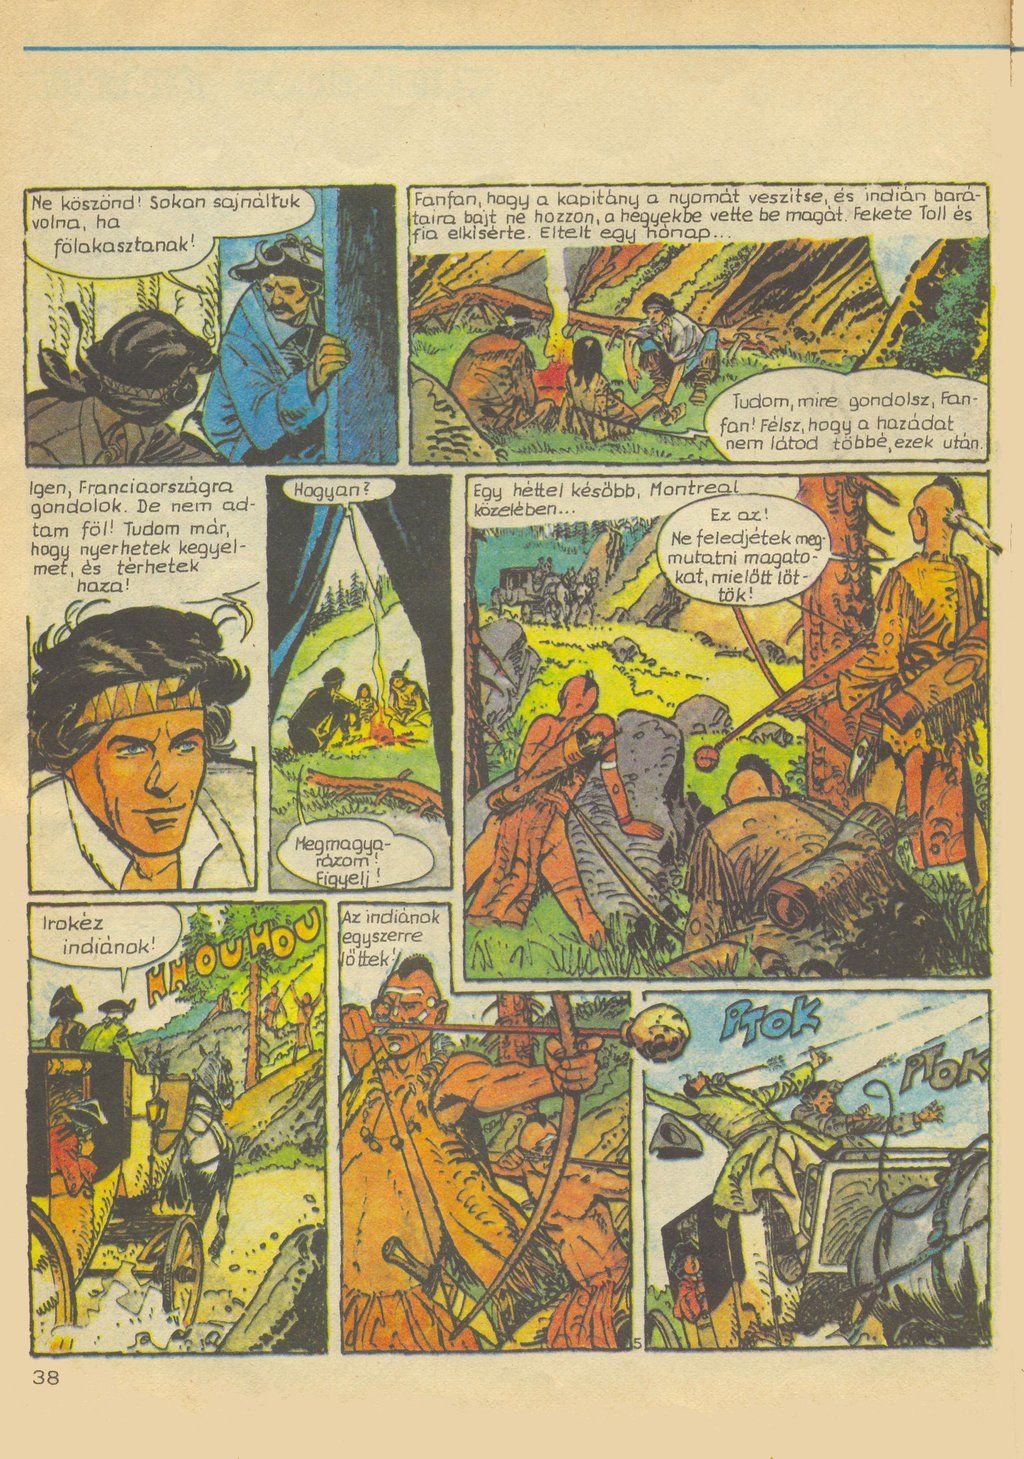 Ne köszönd! Sokan sajnáltuk
volna, ha
fölakasztanak!
Fanfan, hogy a kapitány a nyomát veszítse, és indián bará-
taira bajt ne hozzon, a hegyekbe vette be magát. Fekete Toll és
fia elkisérte. Eltelt egy hónap...
Tudom, mire gondolsz, Fan-
fan! Félsz, hogy a hazádat
nem látod többé, ezek után.
Igen, Franciaországra
gondolok. De nem ad-
tam föl! Tudom már,
hogy nyerhetek kegyel-
met, és térhetek
haza!
Hogyan?
Megmagya-
rázom!
Figyelj!
Egy héttel később, Montreal
közelében...
Ez az!
Ne feledjétek meg-
mutatni magato-
kat, mielőtt lőt-
tök!
Irokéz
indiánok!
HHOUHOU
Az indiánok
egyszerre
lőttek!
5
PTOK
PTOK
38